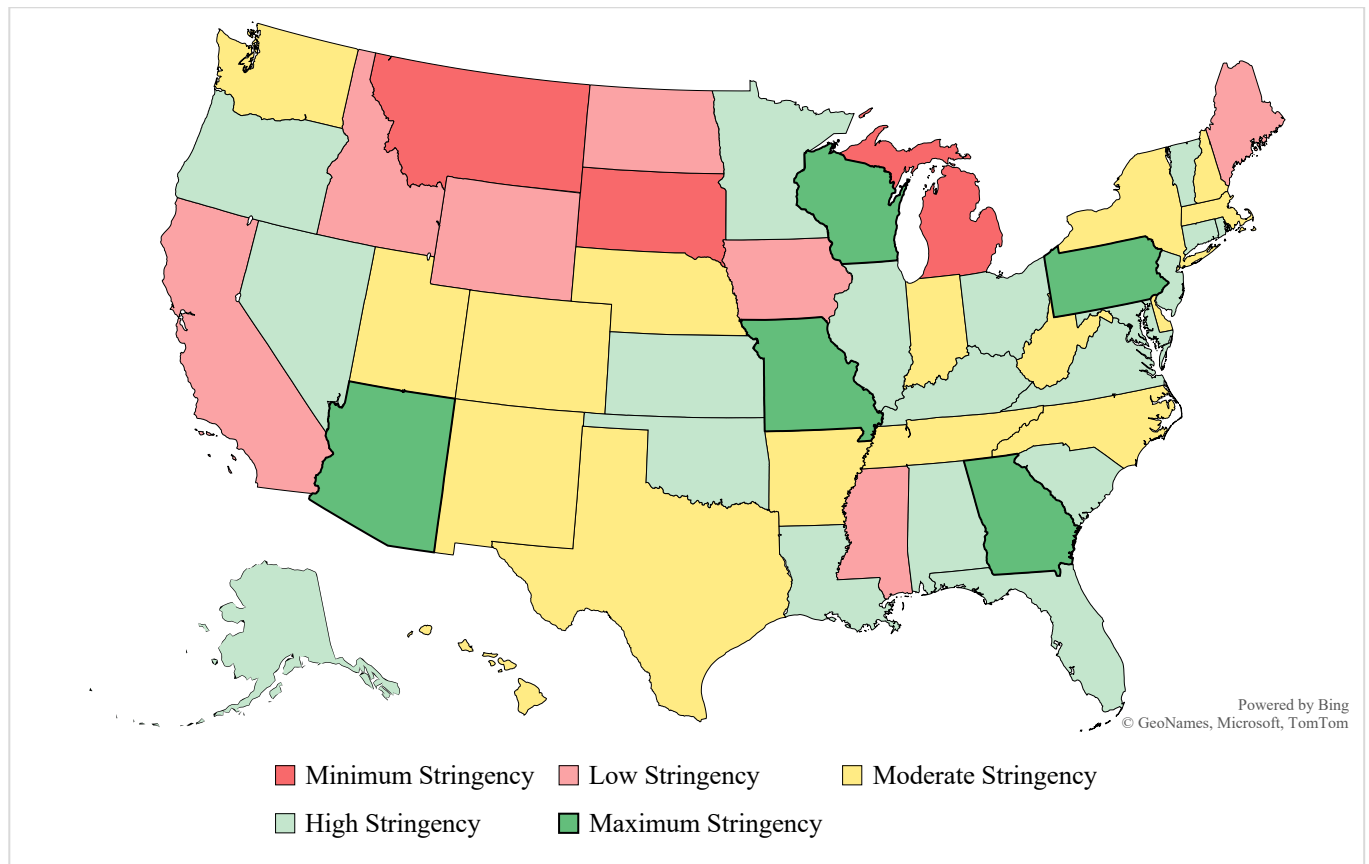 Powered by Bing
© GeoNames, Microsoft, TomTom
Minimum Stringency
Low Stringency
Moderate Stringency
High Stringency
Maximum Stringency